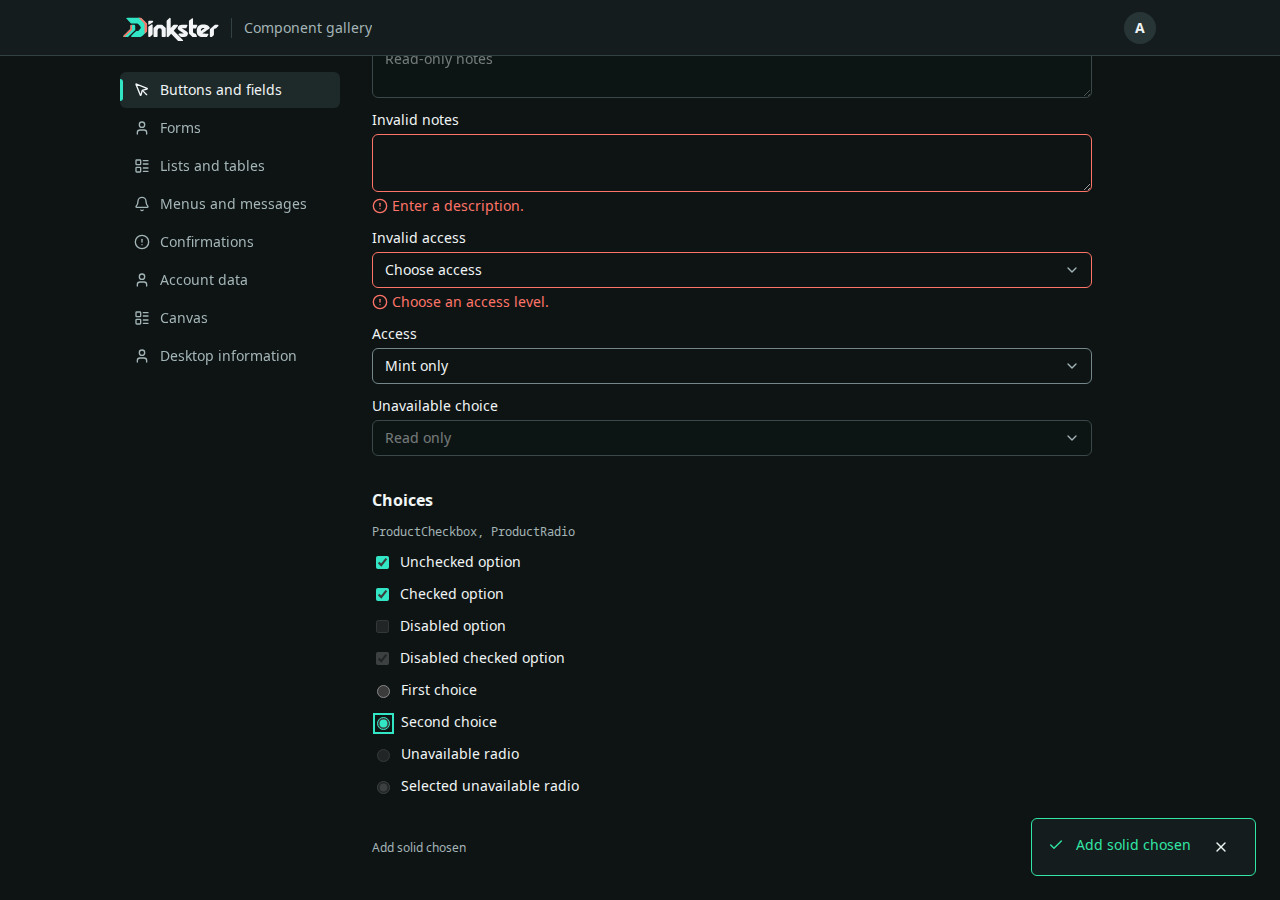 Dinkster
Component gallery
A
Buttons and fields
Forms
Lists and tables
Menus and messages
Confirmations
Account data
Canvas
Desktop information
Read-only notes
Invalid notes
Enter a description.
Invalid access
Choose access
Choose an access level.
Access
Mint only
Unavailable choice
Read only
Choices
ProductCheckbox, ProductRadio
Unchecked option
Checked option
Disabled option
Disabled checked option
First choice
Second choice
Unavailable radio
Selected unavailable radio
Add solid chosen
Add solid chosen